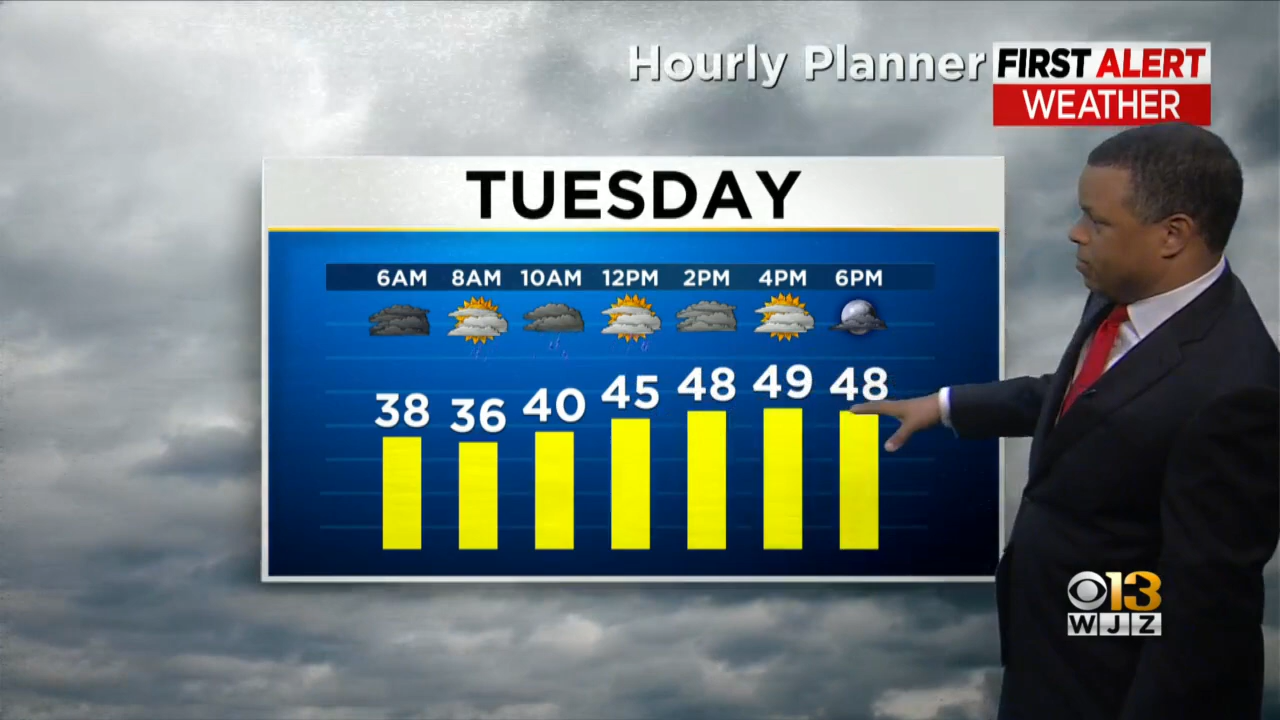 Hourly Planner
FIRST ALERT
WEATHER
TUESDAY
6AM 8AM 10AM 12PM 2PM 4PM 6PM
38 36 40 45 48 49 48
13
WJZ